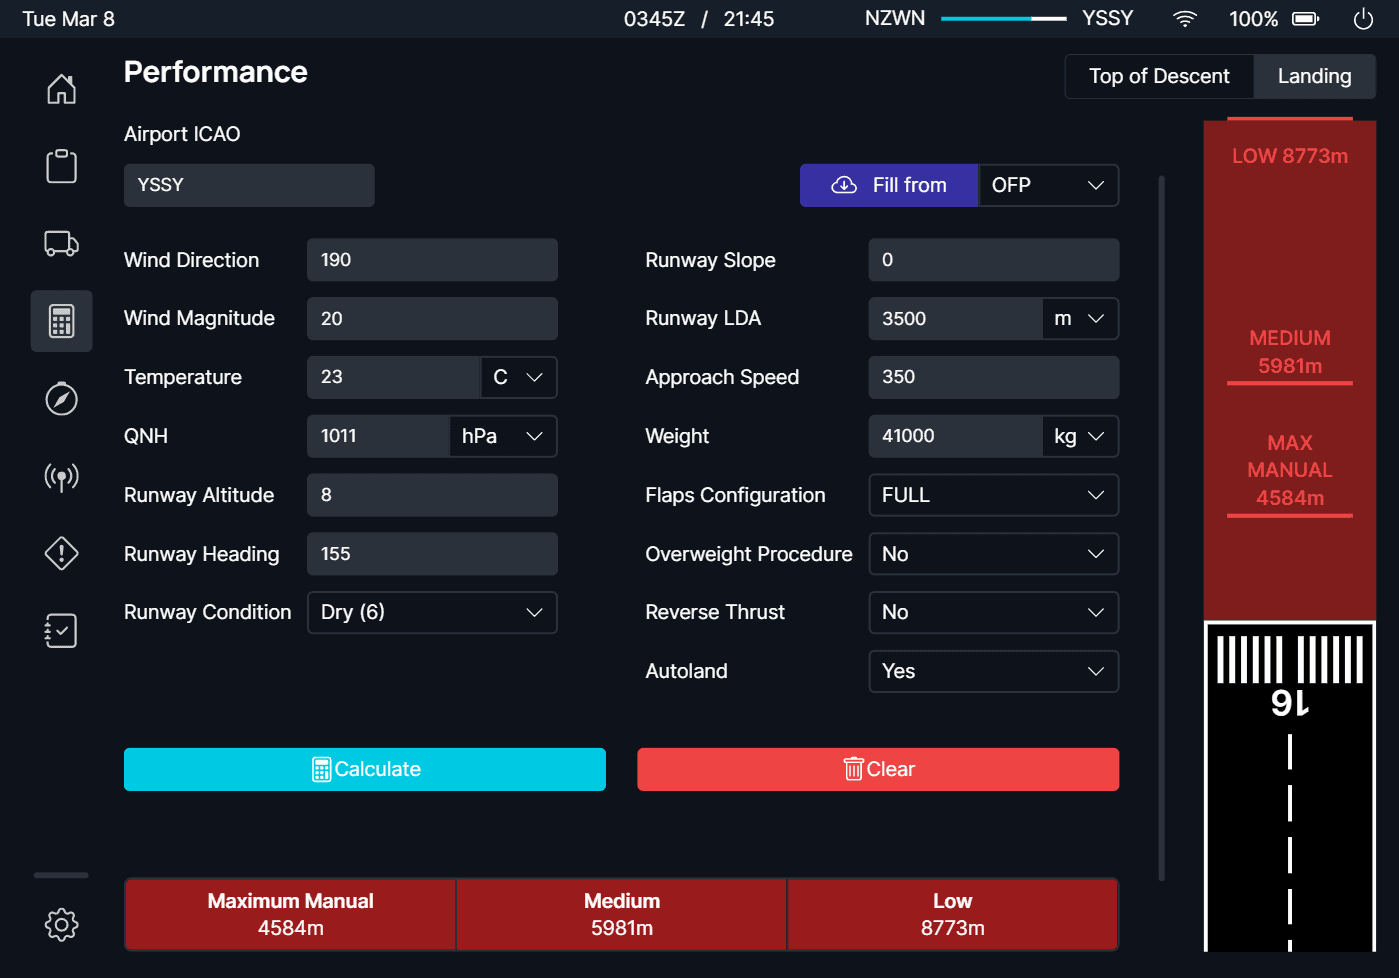 Tue Mar 8
0345Z / 21:45
NZWN YSSY
100%
Performance
Top of Descent
Landing
Airport ICAO
YSSY
Fill from
OFP
Wind Direction 190
Wind Magnitude 20
Temperature 23 C
QNH 1011 hPa
Runway Altitude 8
Runway Heading 155
Runway Condition Dry (6)
Runway Slope 0
Runway LDA 3500 m
Approach Speed 350
Weight 41000 kg
Flaps Configuration FULL
Overweight Procedure No
Reverse Thrust No
Autoland Yes
Calculate
Clear
Maximum Manual
4584m
Medium
5981m
Low
8773m
LOW 8773m
MEDIUM
5981m
MAX
MANUAL
4584m
16